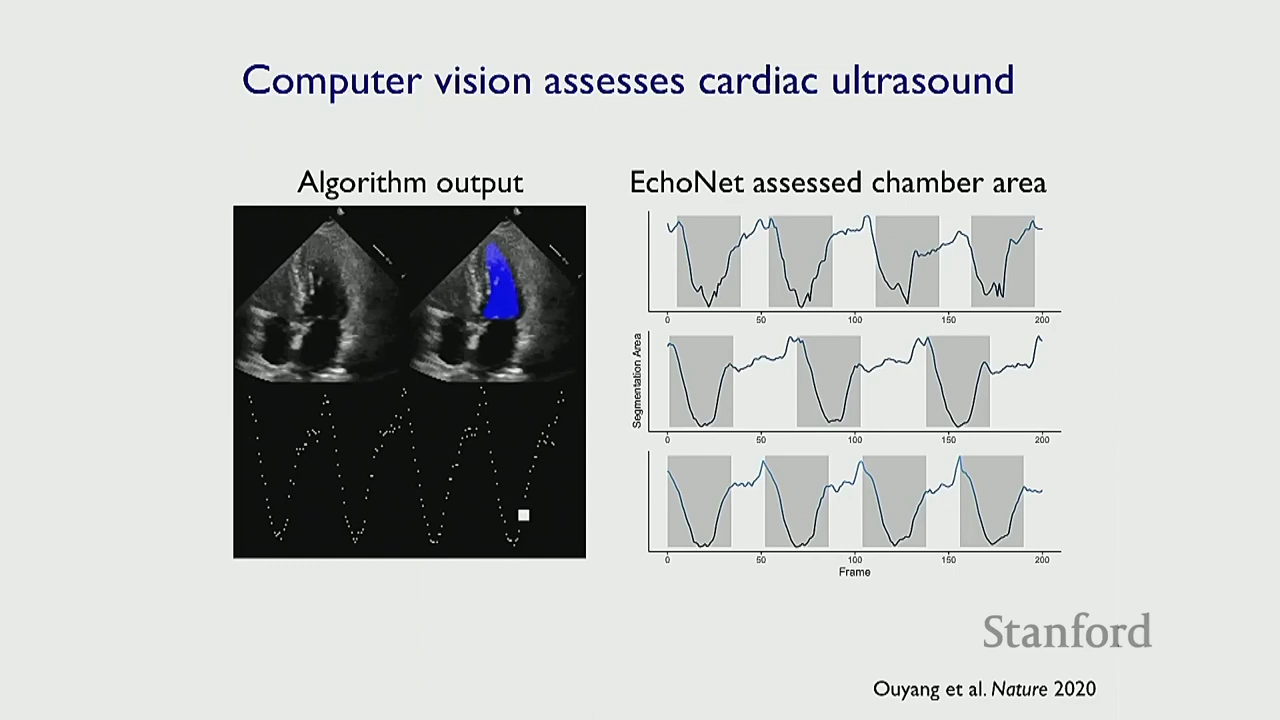 Computer vision assesses cardiac ultrasound
Algorithm output
EchoNet assessed chamber area
0 50 100 150 200
Segmentation Area
0 50 100 150 200
0 50 100 150 200
Frame
Stanford
Ouyang et al. Nature 2020